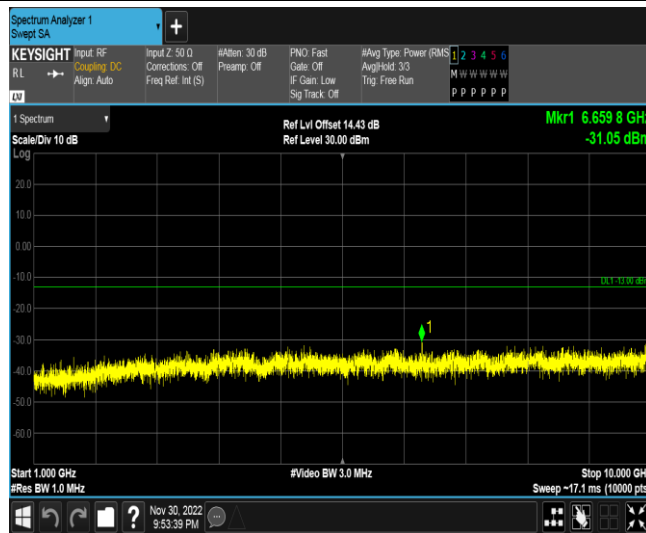 Spectrum Analyzer 1
Swept SA
+
KEYSIGHT
RL
LXI
Input: RF
Coupling: DC
Align: Auto
Input Z: 50 Ω
Corrections: Off
Freq Ref: Int (S)
#Atten: 30 dB
Preamp: Off
PNO: Fast
Gate: Off
IF Gain: Low
Sig Track: Off
#Avg Type: Power (RMS
Avg|Hold: 3/3
Trig: Free Run
1 2 3 4 5 6
M W W W W W
P P P P P P
1 Spectrum
Scale/Div 10 dB
Log
Ref Lvl Offset 14.43 dB
Ref Level 30.00 dBm
Mkr1 6.659 8 GHz
-31.05 dBm
20.0
10.0
0.00
-10.0
DL1 -13.00 dBm
-20.0
-30.0
1
-40.0
-50.0
-60.0
Start 1.000 GHz
#Res BW 1.0 MHz
#Video BW 3.0 MHz
Stop 10.000 GHz
Sweep ~17.1 ms (10000 pts
?
Nov 30, 2022
9:53:39 PM